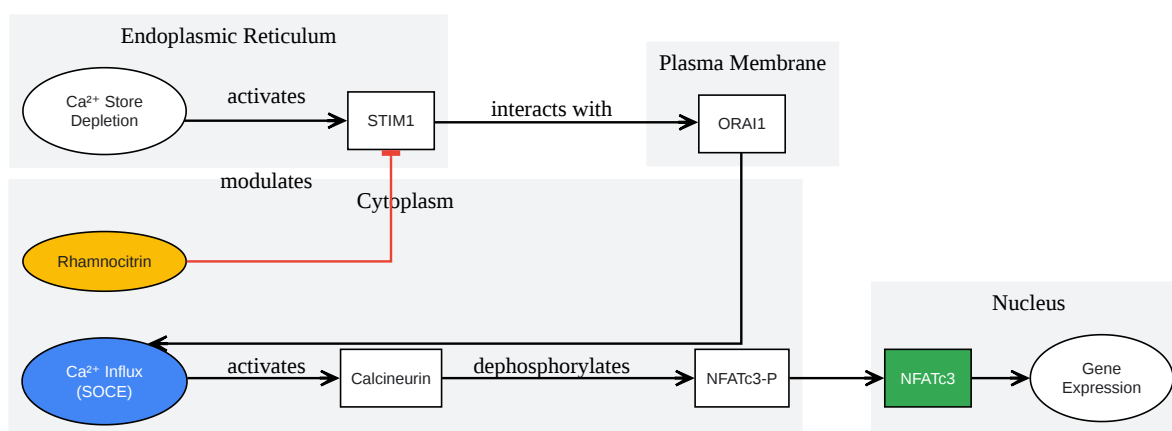 Endoplasmic Reticulum
Plasma Membrane
Ca²⁺ Store
Depletion
activates
STIM1
interacts with
ORAI1
modulates
Cytoplasm
Rhamnocitrin
Nucleus
Ca²⁺ Influx
(SOCE)
activates
Calcineurin
dephosphorylates
NFATc3-P
NFATc3
Gene
Expression